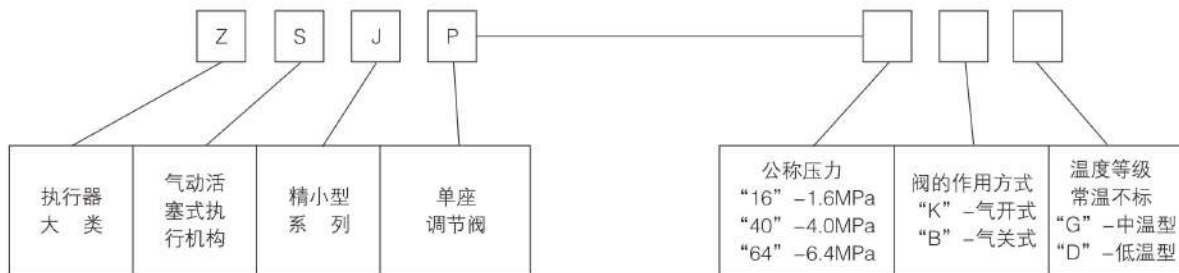 Z S J P
执行器
大 类
气动活
塞式执
行机构
精小型
系 列
单座
调节阀
公称压力
“16” -1.6MPa
“40” -4.0MPa
“64” -6.4MPa
阀的作用方式
“K” -气开式
“B” -气关式
温度等级
常温不标
“G” -中温型
“D” -低温型